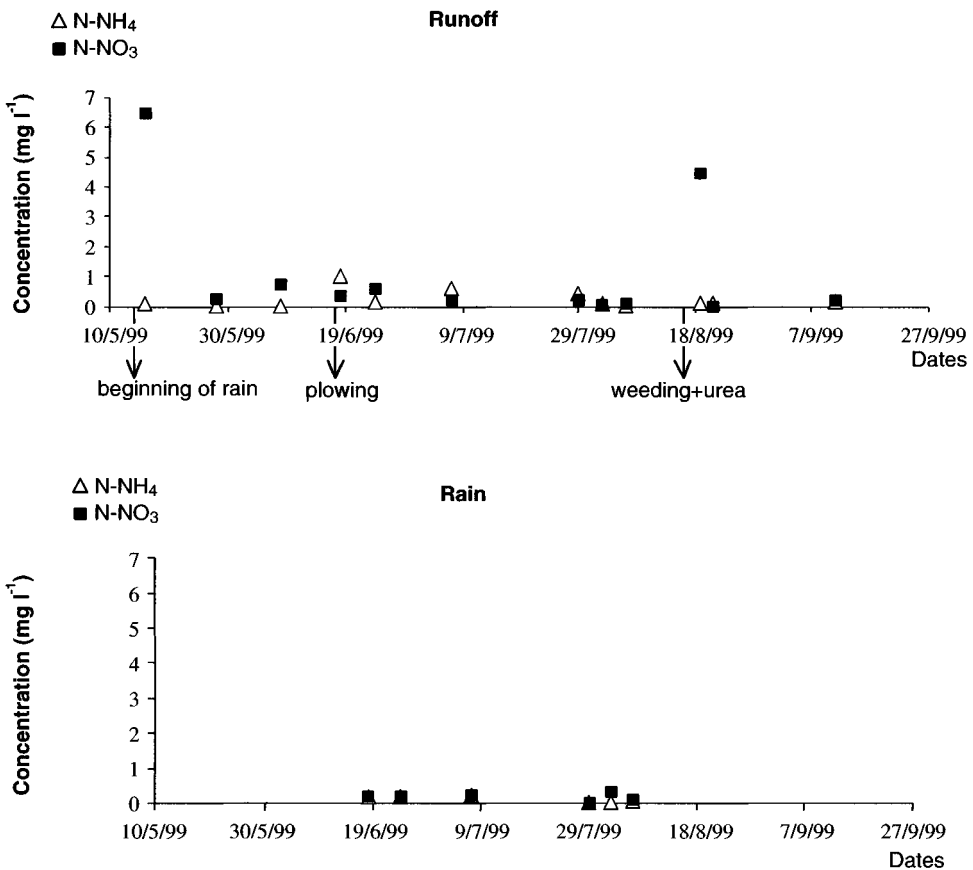 △ N-NH₄
■ N-NO₃
Runoff
Concentration (mg l⁻¹)
7
6
5
4
3
2
1
0
10/5/99 30/5/99 19/6/99 9/7/99 29/7/99 18/8/99 7/9/99 27/9/99
Dates
beginning of rain plowing weeding+urea
△ N-NH₄
■ N-NO₃
Rain
Concentration (mg l⁻¹)
7
6
5
4
3
2
1
0
10/5/99 30/5/99 19/6/99 9/7/99 29/7/99 18/8/99 7/9/99 27/9/99
Dates